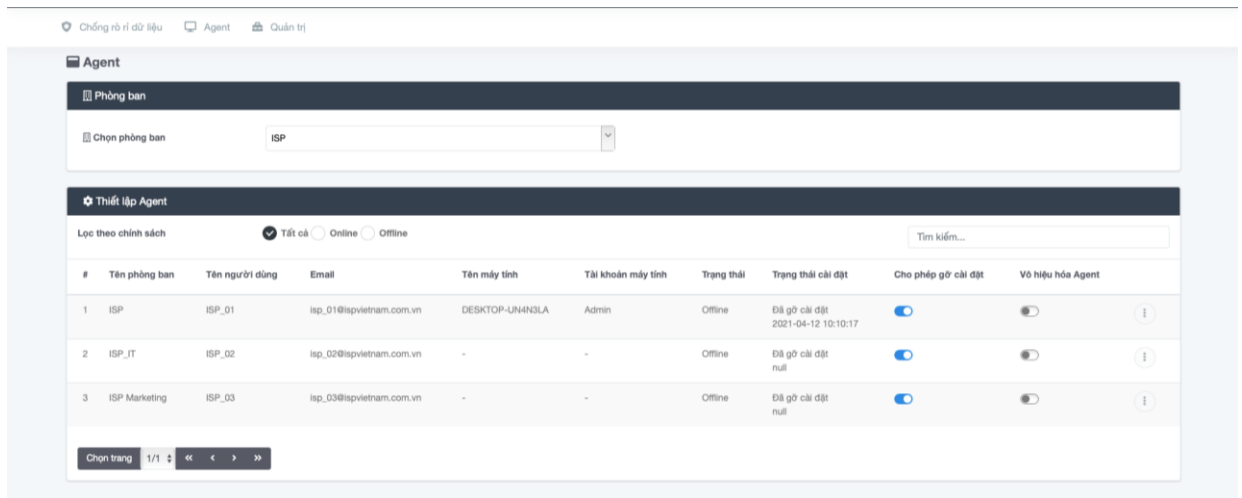 Chống rò rỉ dữ liệu Agent Quản trị
Agent
Phòng ban
Chọn phòng ban ISP
Thiết lập Agent
Lọc theo chính sách Tất cả Online Offline Tìm kiếm...
# Tên phòng ban Tên người dùng Email Tên máy tính Tài khoản máy tính Trạng thái Trạng thái cài đặt Cho phép gỡ cài đặt Vô hiệu hóa Agent
1 ISP ISP_01 isp_01@ispvietnam.com.vn DESKTOP-UN4N3LA Admin Offline Đã gỡ cài đặt
2021-04-12 10:10:17
2 ISP_IT ISP_02 isp_02@ispvietnam.com.vn - - Offline Đã gỡ cài đặt
null
3 ISP Marketing ISP_03 isp_03@ispvietnam.com.vn - - Offline Đã gỡ cài đặt
null
Chọn trang 1/1 « ‹ › »